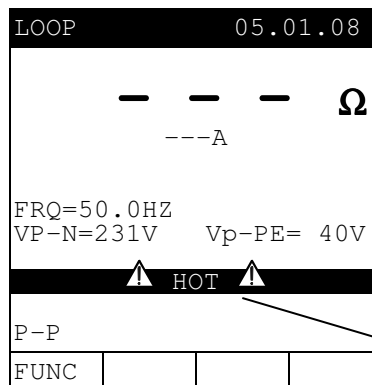 LOOP 05.01.08
– – – Ω
---A
FRQ=50.0HZ
VP-N=231V Vp-PE= 40V
HOT
P-P
FUNC